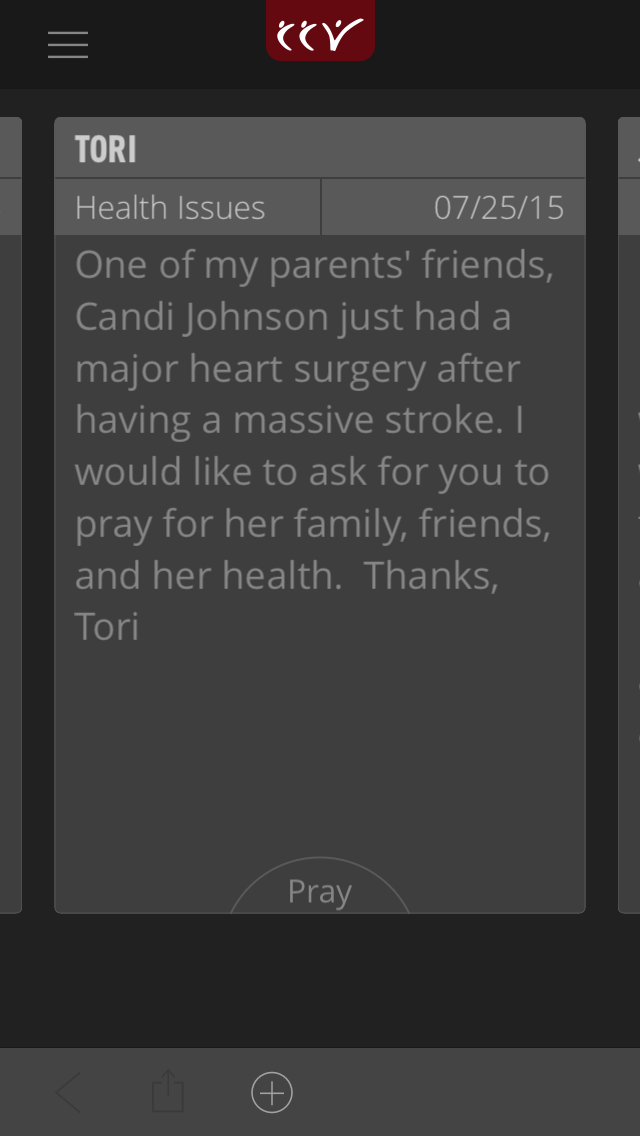 CCV
TORI
Health Issues
07/25/15
One of my parents' friends,
Candi Johnson just had a
major heart surgery after
having a massive stroke. I
would like to ask for you to
pray for her family, friends,
and her health.  Thanks,
Tori
Pray